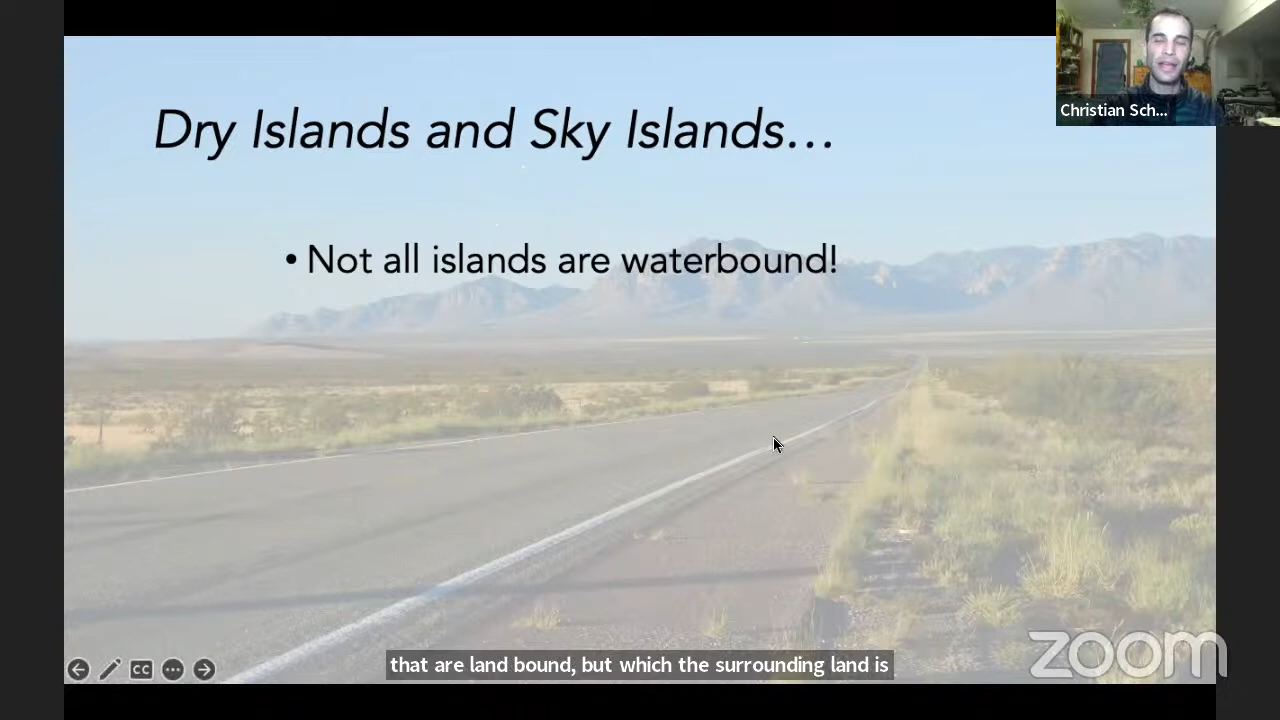 Dry Islands and Sky Islands…
• Not all islands are waterbound!
Christian Sch...
CC
that are land bound, but which the surrounding land is
zoom